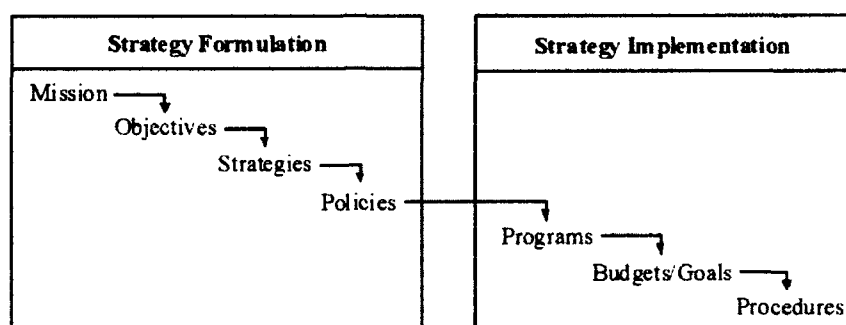 Strategy Formulation
Strategy Implementation
Mission
Objectives
Strategies
Policies
Programs
Budgets/Goals
Procedures